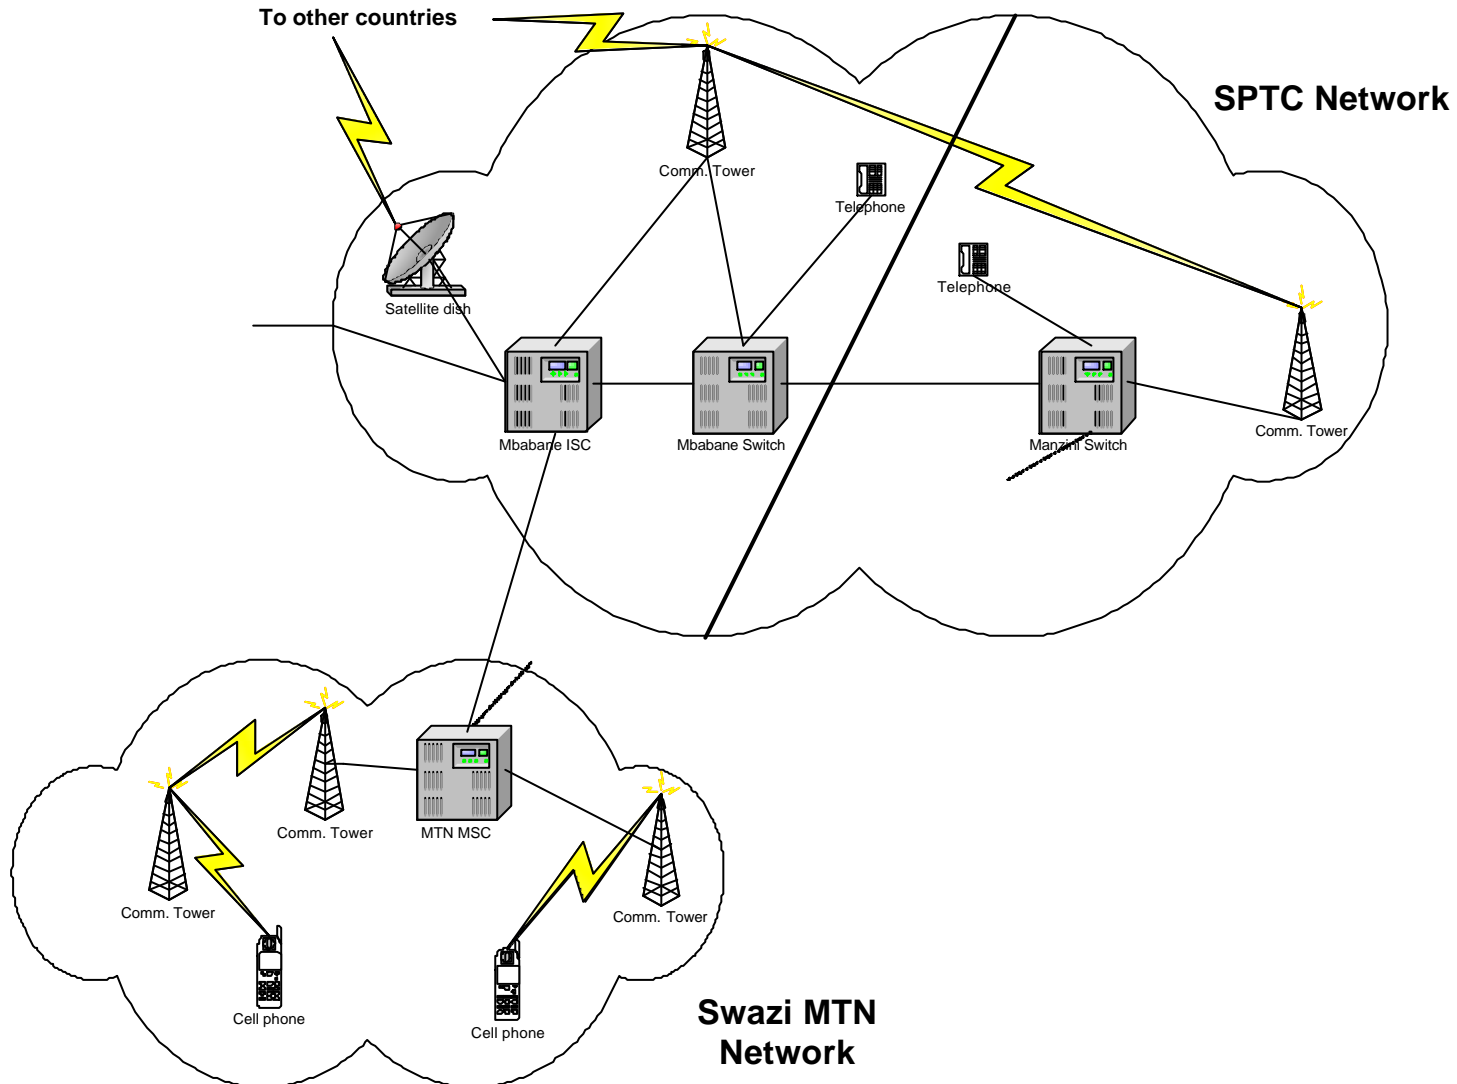 To other countries
SPTC Network
Comm. Tower
Telephone
Telephone
Satellite dish
Mbabane ISC
Mbabane Switch
Manzini Switch
Comm. Tower
Comm. Tower
MTN MSC
Comm. Tower
Comm. Tower
Cell phone
Cell phone
Swazi MTN
Network